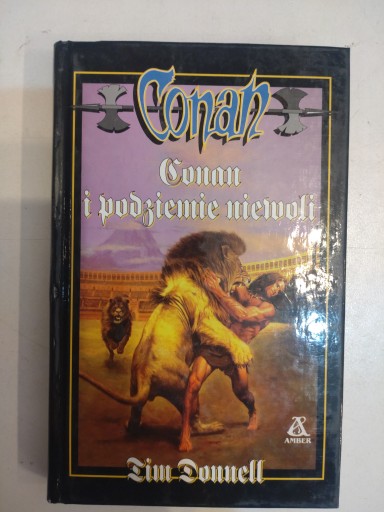 Conan
Conan
i podziemie niewoli
AMBER
Tim Donnell